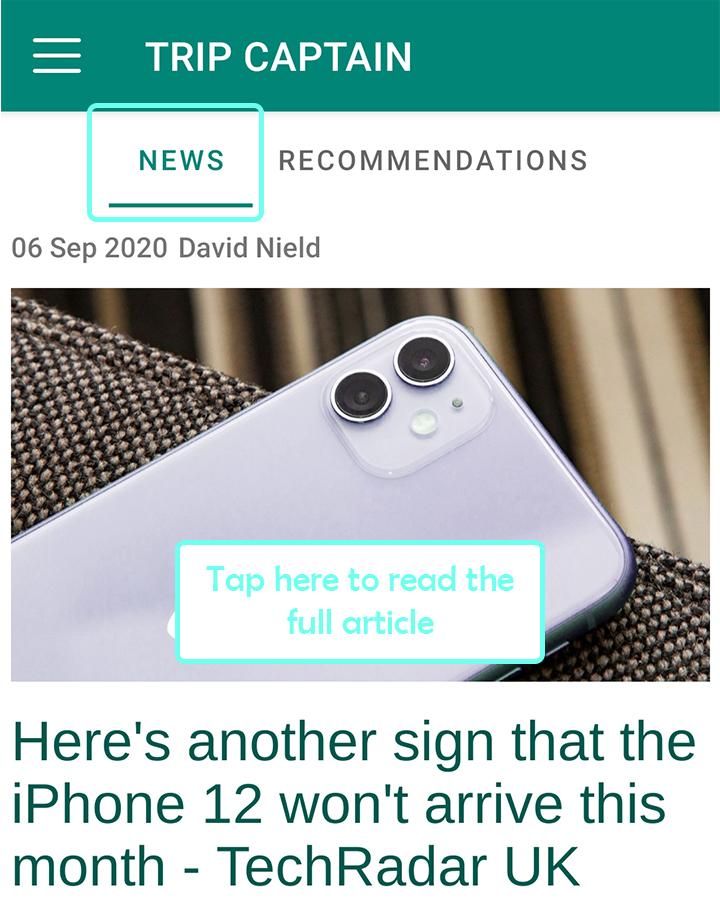 TRIP CAPTAIN
NEWS RECOMMENDATIONS
06 Sep 2020 David Nield
Tap here to read the
full article
Here's another sign that the
iPhone 12 won't arrive this
month - TechRadar UK